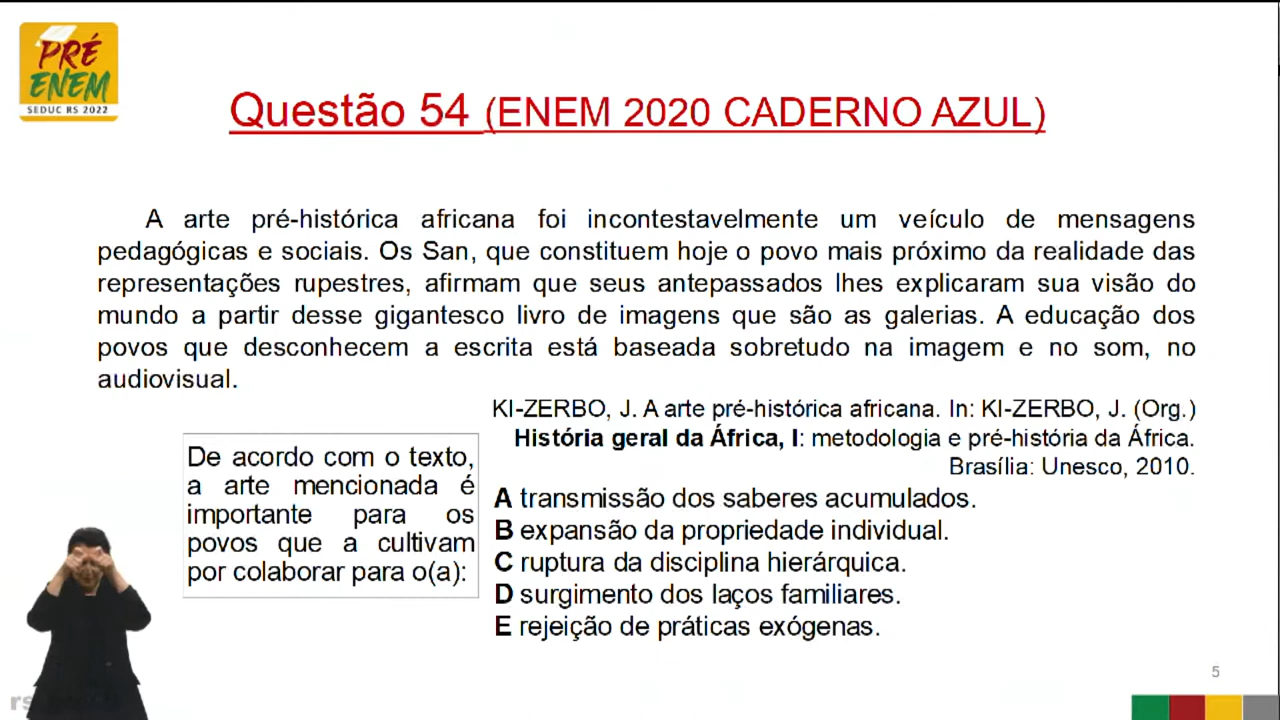 PRÉ
ENEM
SEDUC RS 2022
Questão 54 (ENEM 2020 CADERNO AZUL)
A arte pré-histórica africana foi incontestavelmente um veículo de mensagens
pedagógicas e sociais. Os San, que constituem hoje o povo mais próximo da realidade das
representações rupestres, afirmam que seus antepassados lhes explicaram sua visão do
mundo a partir desse gigantesco livro de imagens que são as galerias. A educação dos
povos que desconhecem a escrita está baseada sobretudo na imagem e no som, no
audiovisual.
KI-ZERBO, J. A arte pré-histórica africana. In: KI-ZERBO, J. (Org.)
História geral da África, I: metodologia e pré-história da África.
Brasília: Unesco, 2010.
De acordo com o texto,
a arte mencionada é
importante para os
povos que a cultivam
por colaborar para o(a):
A transmissão dos saberes acumulados.
B expansão da propriedade individual.
C ruptura da disciplina hierárquica.
D surgimento dos laços familiares.
E rejeição de práticas exógenas.
5